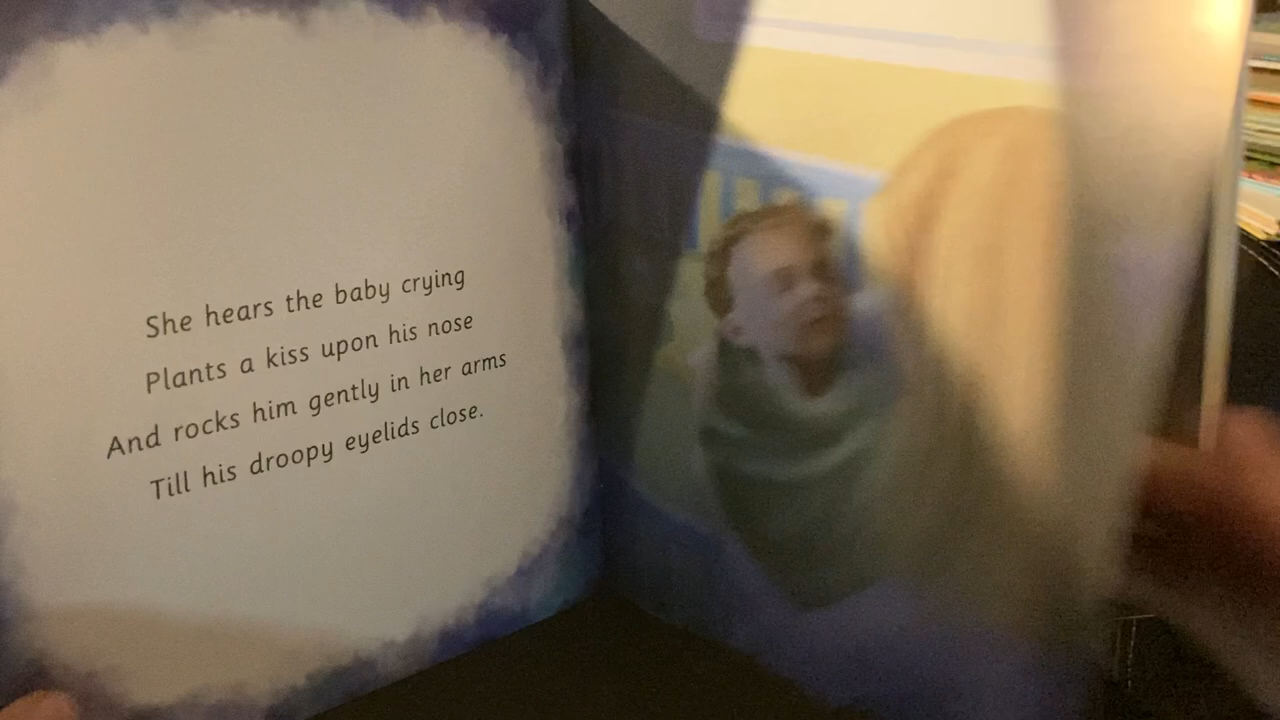 She hears the baby crying
Plants a kiss upon his nose
And rocks him gently in her arms
Till his droopy eyelids close.